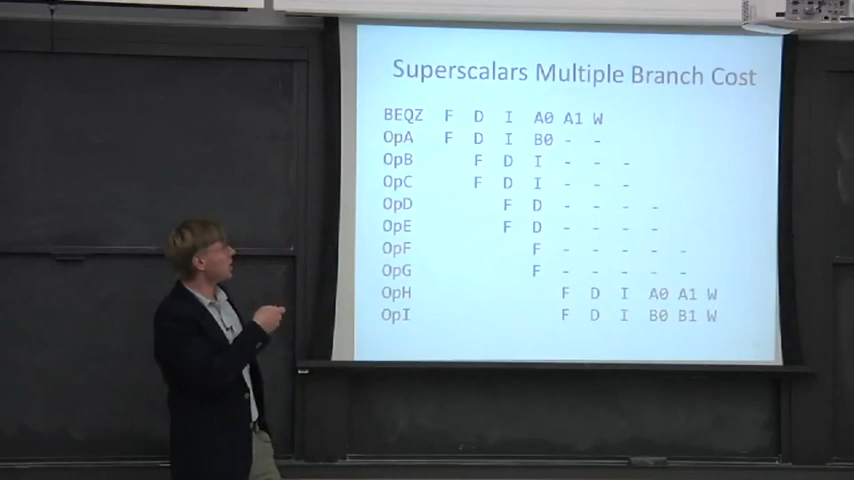 Superscalars Multiple Branch Cost
BEQZ F D I A0 A1 W
OpA F D I B0 - -
OpB F D I - - -
OpC F D I - - -
OpD F D - - - -
OpE F D - - - -
OpF F - - - - -
OpG F - - - - -
OpH F D I A0 A1 W
OpI F D I B0 B1 W